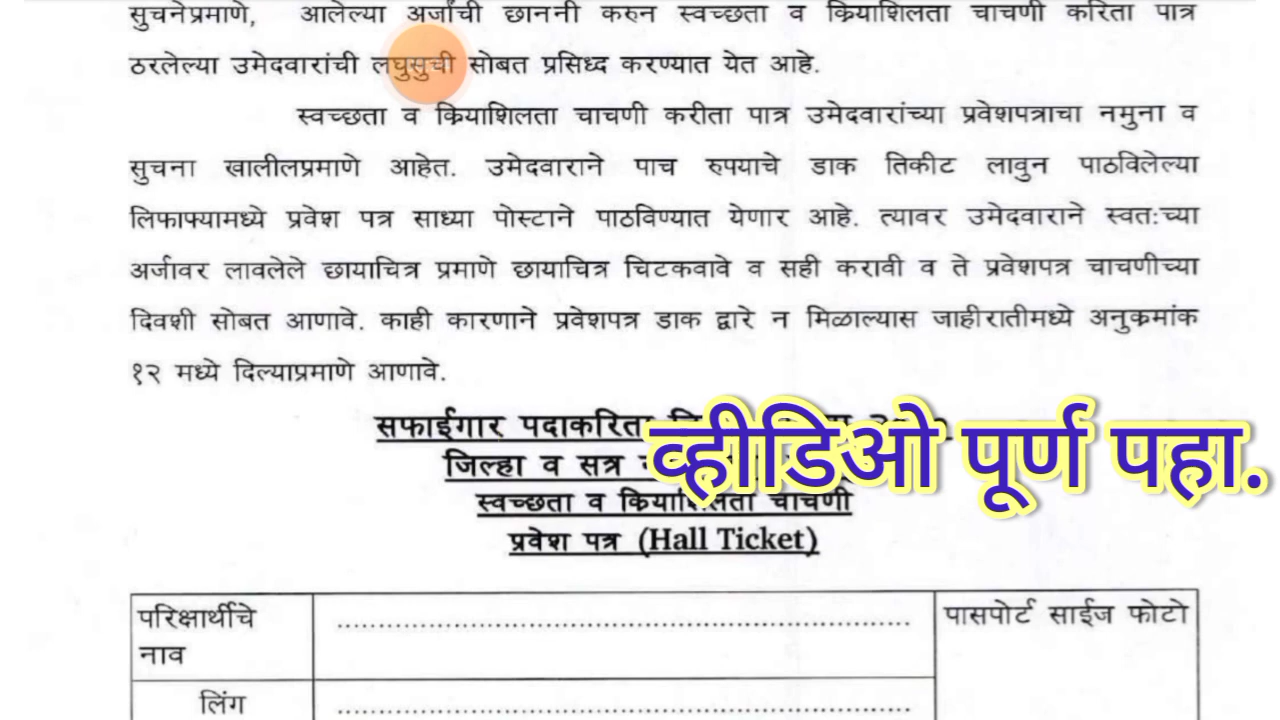 सुचनेप्रमाणे, आलेल्या अर्जांची छाननी करुन स्वच्छता व कियाशिलता चाचणी करिता पात्र
ठरलेल्या उमेदवारांची लघुसुची सोबत प्रसिध्द करण्यात येत आहे.
स्वच्छता व कियाशिलता चाचणी करीता पात्र उमेदवारांच्या प्रवेशपत्राचा नमुना व
सुचना खालीलप्रमाणे आहेत. उमेदवाराने पाच रुपयाचे डाक तिकीट लावुन पाठविलेल्या
लिफाफ्यामध्ये प्रवेश पत्र साध्या पोस्टाने पाठविण्यात येणार आहे. त्यावर उमेदवाराने स्वत:च्या
अर्जावर लावलेले छायाचित्र प्रमाणे छायाचित्र चिटकवावे व सही करावी व ते प्रवेशपत्र चाचणीच्या
दिवशी सोबत आणावे. काही कारणाने प्रवेशपत्र डाक द्वारे न मिळाल्यास जाहीरातीमध्ये अनुकमांक
१२ मध्ये दिल्याप्रमाणे आणावे.
सफाईगार पदाकरिता
जिल्हा व सत्र
व्हीडिओ पूर्ण पहा.
स्वच्छता व कियाशिलता चाचणी
प्रवेश पत्र (Hall Ticket)
परिक्षार्थीचे नाव ..........................................................................
पासपोर्ट साईज फोटो
लिंग ..........................................................................